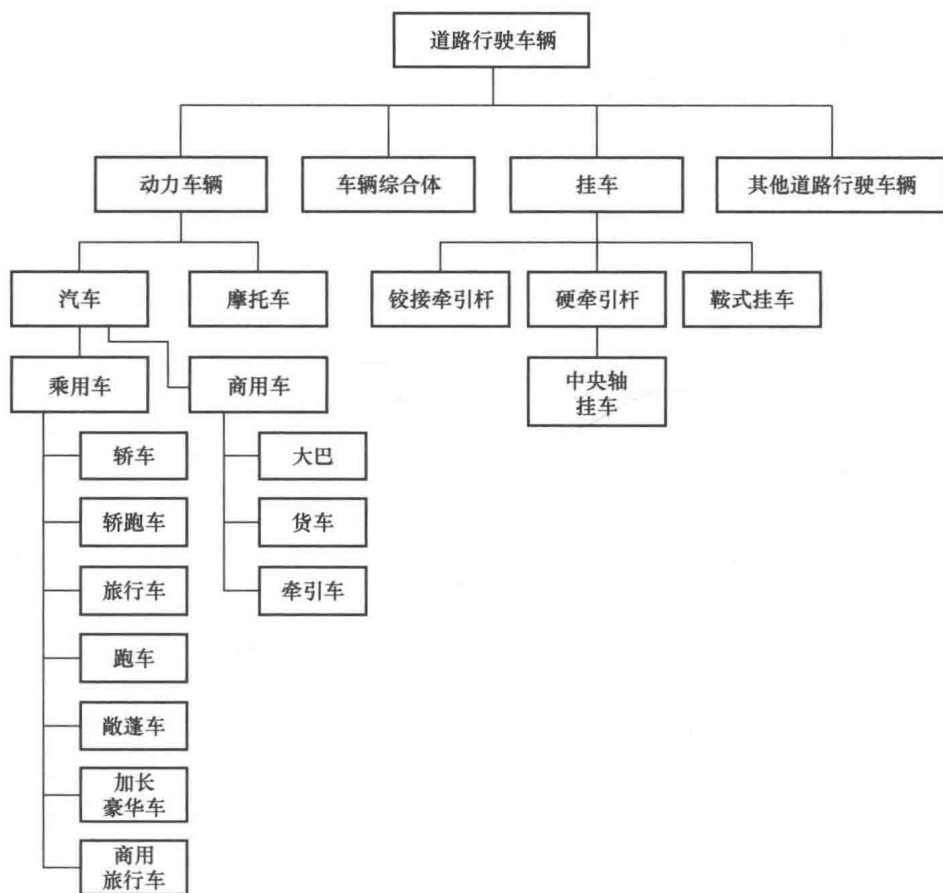 道路行驶车辆
动力车辆
车辆综合体
挂车
其他道路行驶车辆
汽车
摩托车
铰接牵引杆
硬牵引杆
鞍式挂车
乘用车
商用车
中央轴
挂车
轿车
大巴
轿跑车
货车
旅行车
牵引车
跑车
敞蓬车
加长
豪华车
商用
旅行车